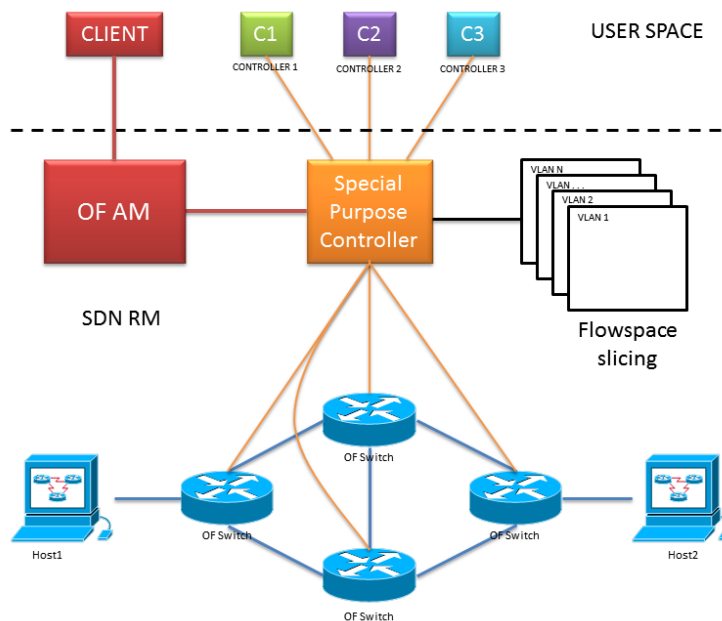 CLIENT
C1
C2
C3
USER SPACE
CONTROLLER 1
CONTROLLER 2
CONTROLLER 3
OF AM
Special
Purpose
Controller
VLAN N
VLAN . . .
VLAN 2
VLAN 1
SDN RM
Flowspace
slicing
OF Switch
Host1
OF Switch
OF Switch
Host2
OF Switch